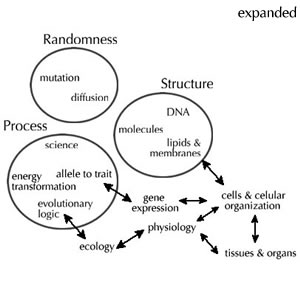 expanded
Randomness
mutation
diffusion
Structure
DNA
molecules
lipids &
membranes
Process
science
energy
transformation
allele to trait
evolutionary
logic
gene
expression
cells & cellular
organization
physiology
ecology
tissues & organs